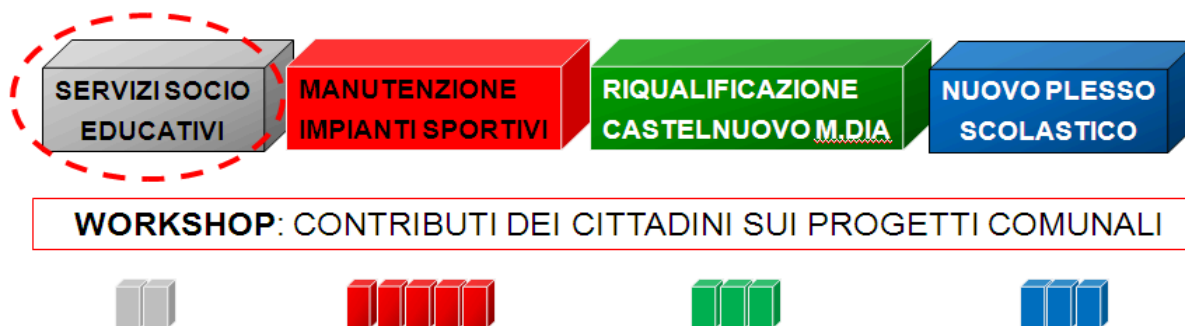 SERVIZI SOCIO
EDUCATIVI
MANUTENZIONE
IMPIANTI SPORTIVI
RIQUALIFICAZIONE
CASTELNUOVO M.DIA
NUOVO PLESSO
SCOLASTICO
WORKSHOP: CONTRIBUTI DEI CITTADINI SUI PROGETTI COMUNALI